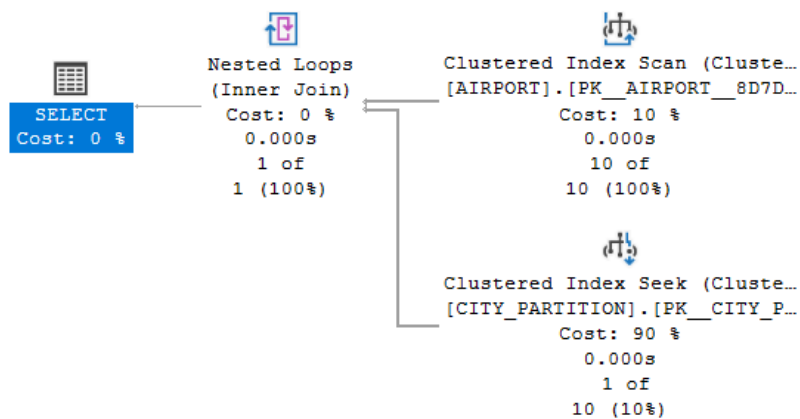 SELECT
Cost: 0 %
Nested Loops
(Inner Join)
Cost: 0 %
0.000s
1 of
1 (100%)
Clustered Index Scan (Cluste…
[AIRPORT].[PK__AIRPORT__8D7D…
Cost: 10 %
0.000s
10 of
10 (100%)
Clustered Index Seek (Cluste…
[CITY_PARTITION].[PK__CITY_P…
Cost: 90 %
0.000s
1 of
10 (10%)